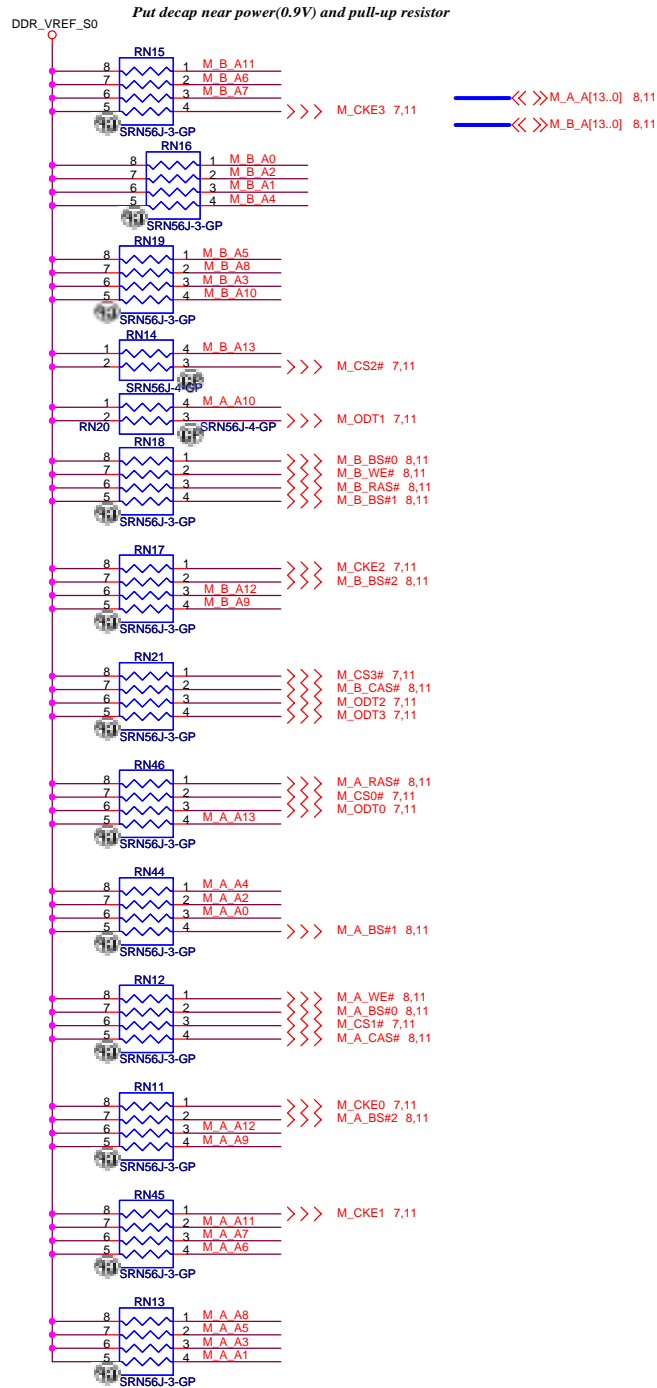 Put decap near power(0.9V) and pull-up resistor
DDR_VREF_S0
RN15
8 1 M_B_A11
7 2 M_B_A6
6 3 M_B_A7
5 4 M_CKE3 7,11
SRN56J-3-GP
M_A_A[13..0] 8,11
M_B_A[13..0] 8,11
RN16
8 1 M_B_A0
7 2 M_B_A2
6 3 M_B_A1
5 4 M_B_A4
SRN56J-3-GP
RN19
8 1 M_B_A5
7 2 M_B_A8
6 3 M_B_A3
5 4 M_B_A10
SRN56J-3-GP
RN14
1 4 M_B_A13
2 3 M_CS2# 7,11
SRN56J-4-GP
1 4 M_A_A10
2 3 M_ODT1 7,11
RN20 SRN56J-4-GP
RN18
8 1 M_B_BS#0 8,11
7 2 M_B_WE# 8,11
6 3 M_B_RAS# 8,11
5 4 M_B_BS#1 8,11
SRN56J-3-GP
RN17
8 1 M_CKE2 7,11
7 2 M_B_BS#2 8,11
6 3 M_B_A12
5 4 M_B_A9
SRN56J-3-GP
RN21
8 1 M_CS3# 7,11
7 2 M_B_CAS# 8,11
6 3 M_ODT2 7,11
5 4 M_ODT3 7,11
SRN56J-3-GP
RN46
8 1 M_A_RAS# 8,11
7 2 M_CS0# 7,11
6 3 M_ODT0 7,11
5 4 M_A_A13
SRN56J-3-GP
RN44
8 1 M_A_A4
7 2 M_A_A2
6 3 M_A_A0
5 4 M_A_BS#1 8,11
SRN56J-3-GP
RN12
8 1 M_A_WE# 8,11
7 2 M_A_BS#0 8,11
6 3 M_CS1# 7,11
5 4 M_A_CAS# 8,11
SRN56J-3-GP
RN11
8 1 M_CKE0 7,11
7 2 M_A_BS#2 8,11
6 3 M_A_A12
5 4 M_A_A9
SRN56J-3-GP
RN45
8 1 M_CKE1 7,11
7 2 M_A_A11
6 3 M_A_A7
5 4 M_A_A6
SRN56J-3-GP
RN13
8 1 M_A_A8
7 2 M_A_A5
6 3 M_A_A3
5 4 M_A_A1
SRN56J-3-GP